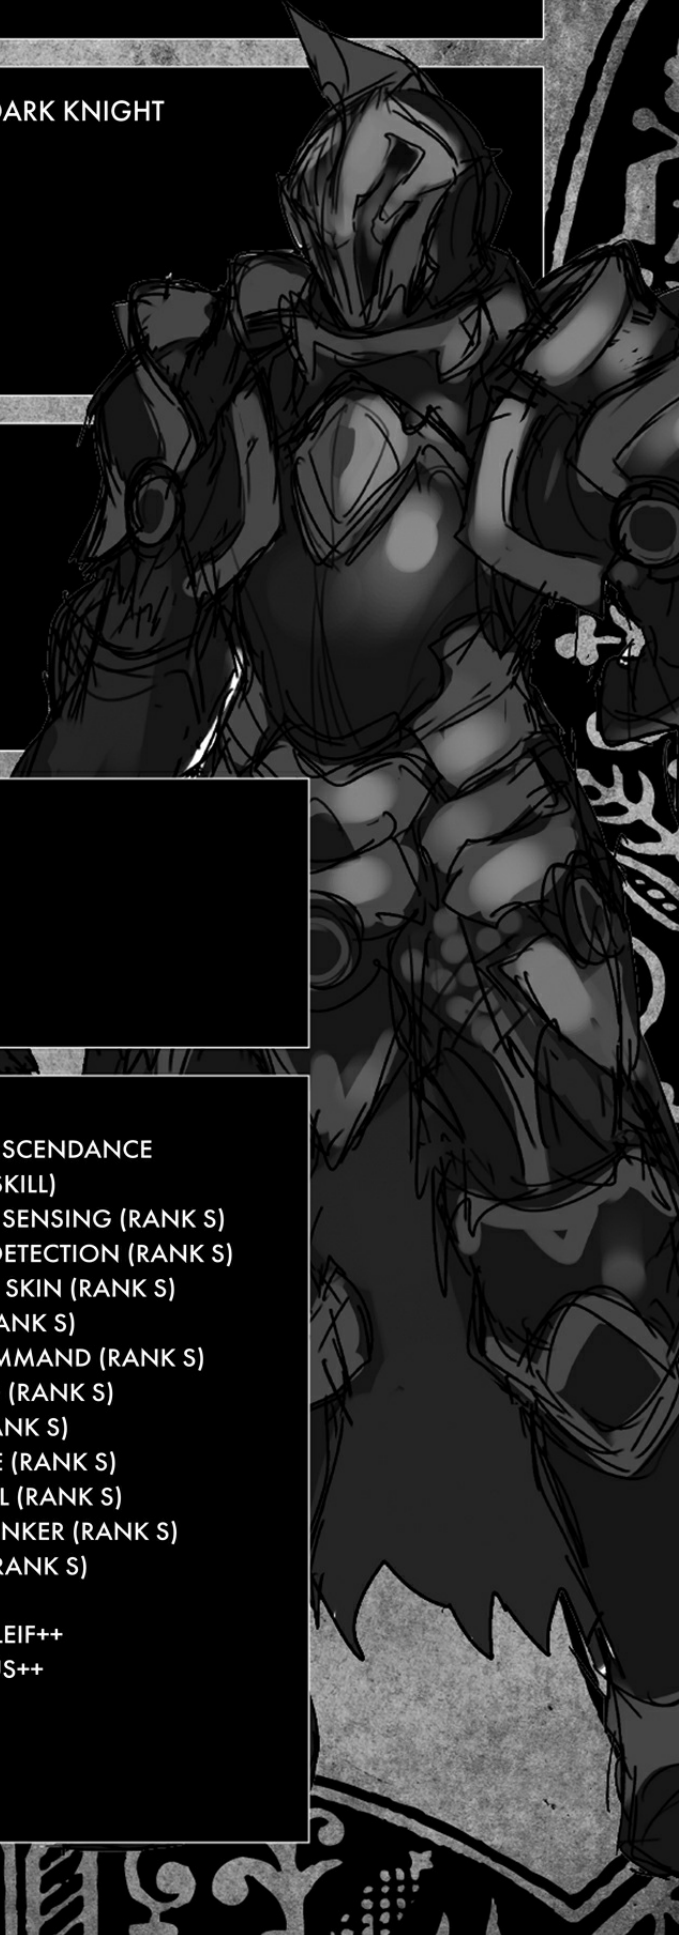 DARK KNIGHT
SCENDANCE
SKILL)
SENSING (RANK S)
DETECTION (RANK S)
SKIN (RANK S)
ANK S)
MMAND (RANK S)
(RANK S)
ANK S)
E (RANK S)
L (RANK S)
NKER (RANK S)
RANK S)
LEIF++
US++